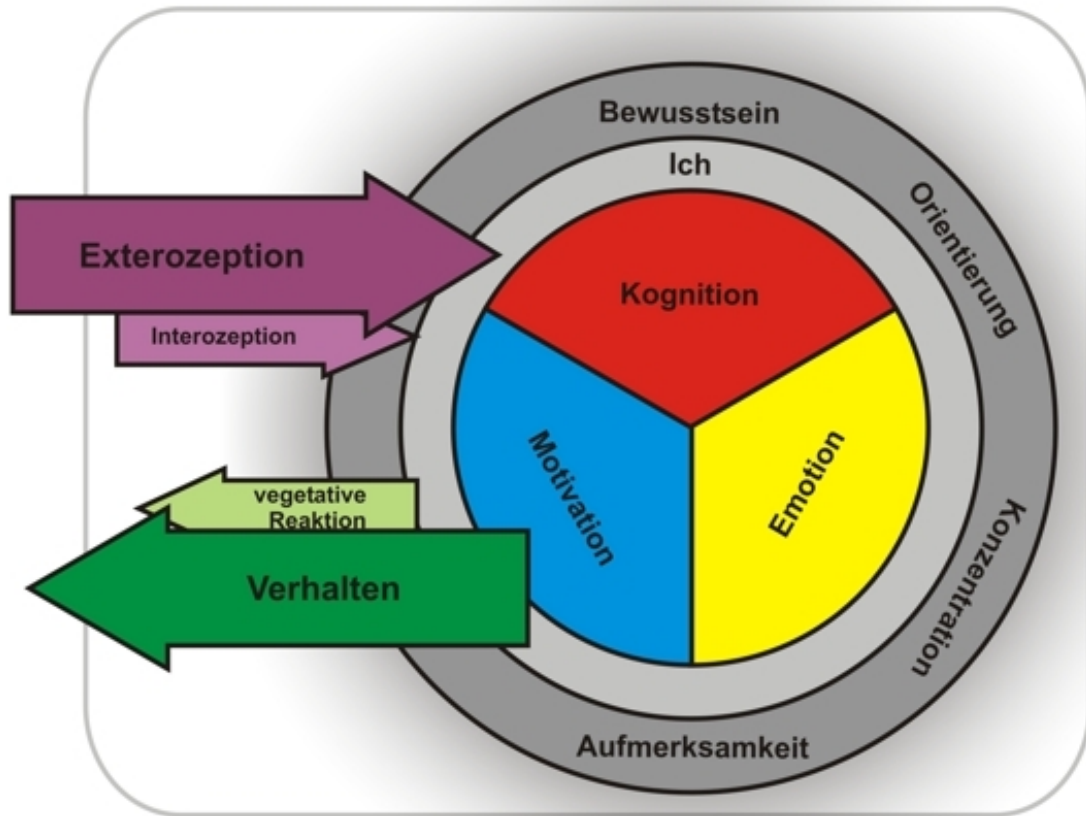 Bewusstsein
Ich
Orientierung
Exterozeption
Kognition
Interozeption
Motivation
Emotion
vegetative
Reaktion
Verhalten
Konzentration
Aufmerksamkeit